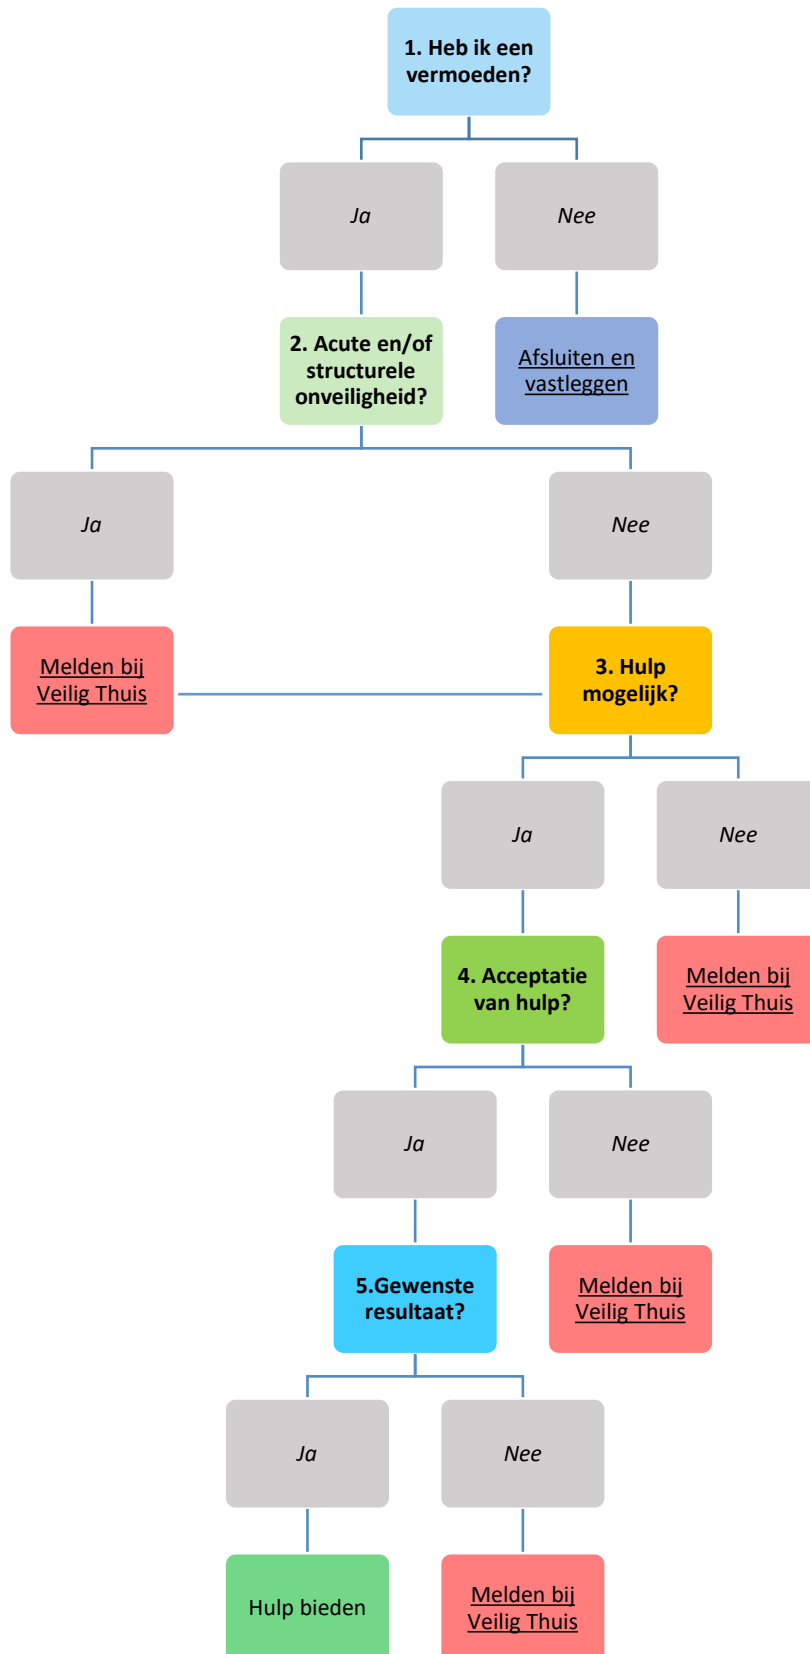 1. Heb ik een
vermoeden?
Ja
Nee
2. Acute en/of
structurele
onveiligheid?
Afsluiten en
vastleggen
Ja
Nee
Melden bij
Veilig Thuis
3. Hulp
mogelijk?
Ja
Nee
4. Acceptatie
van hulp?
Melden bij
Veilig Thuis
Ja
Nee
5.Gewenste
resultaat?
Melden bij
Veilig Thuis
Ja
Nee
Hulp bieden
Melden bij
Veilig Thuis